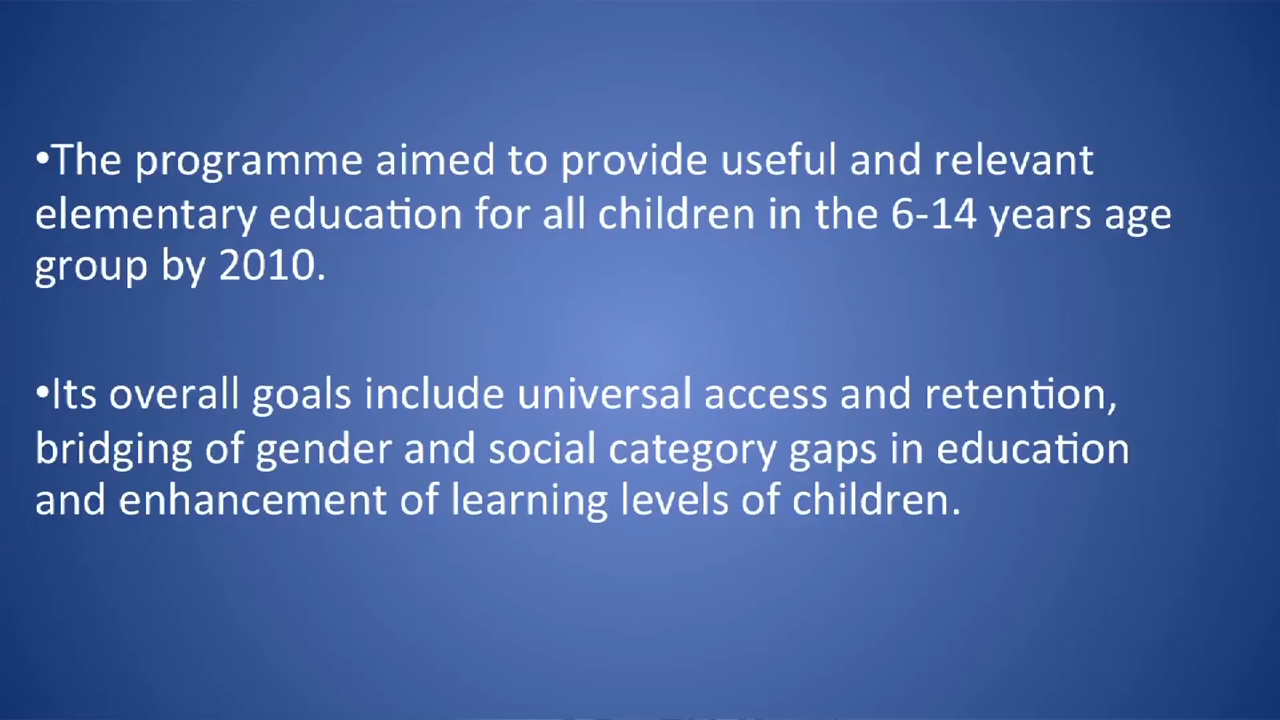 •The programme aimed to provide useful and relevant
elementary education for all children in the 6-14 years age
group by 2010.
•Its overall goals include universal access and retention,
bridging of gender and social category gaps in education
and enhancement of learning levels of children.